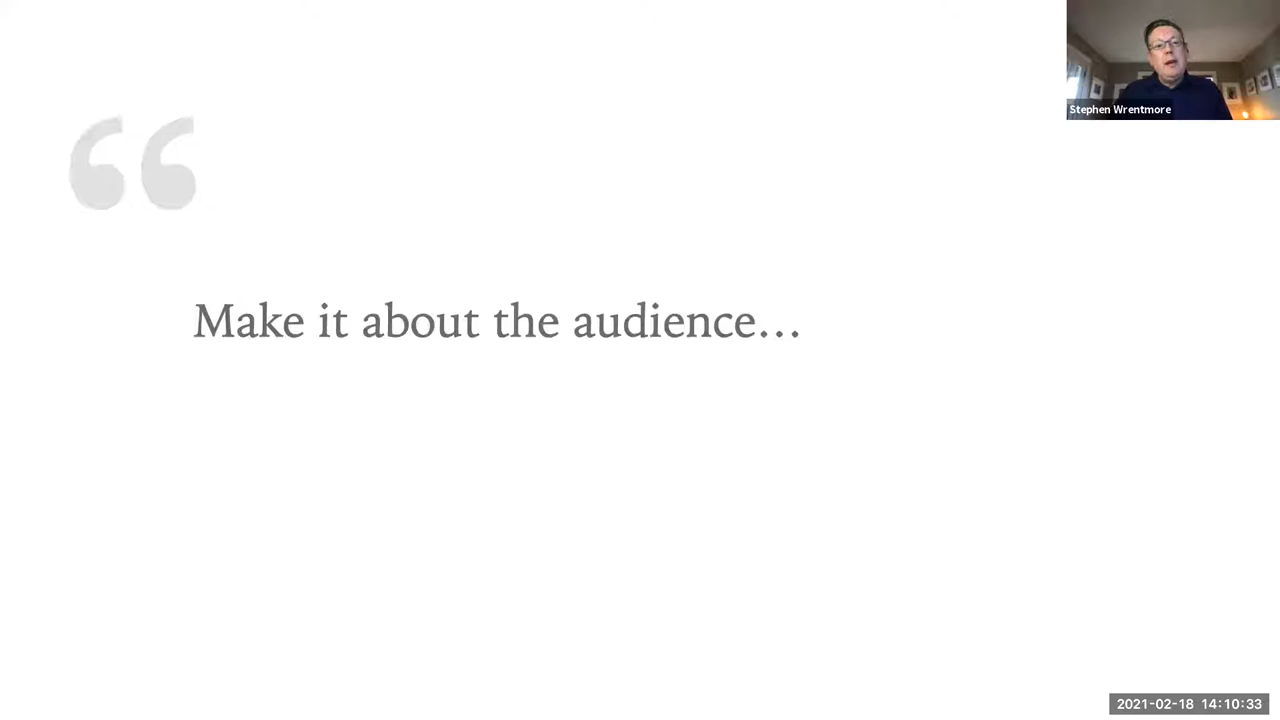 Stephen Wrentmore
“
Make it about the audience…
2021-02-18 14:10:33